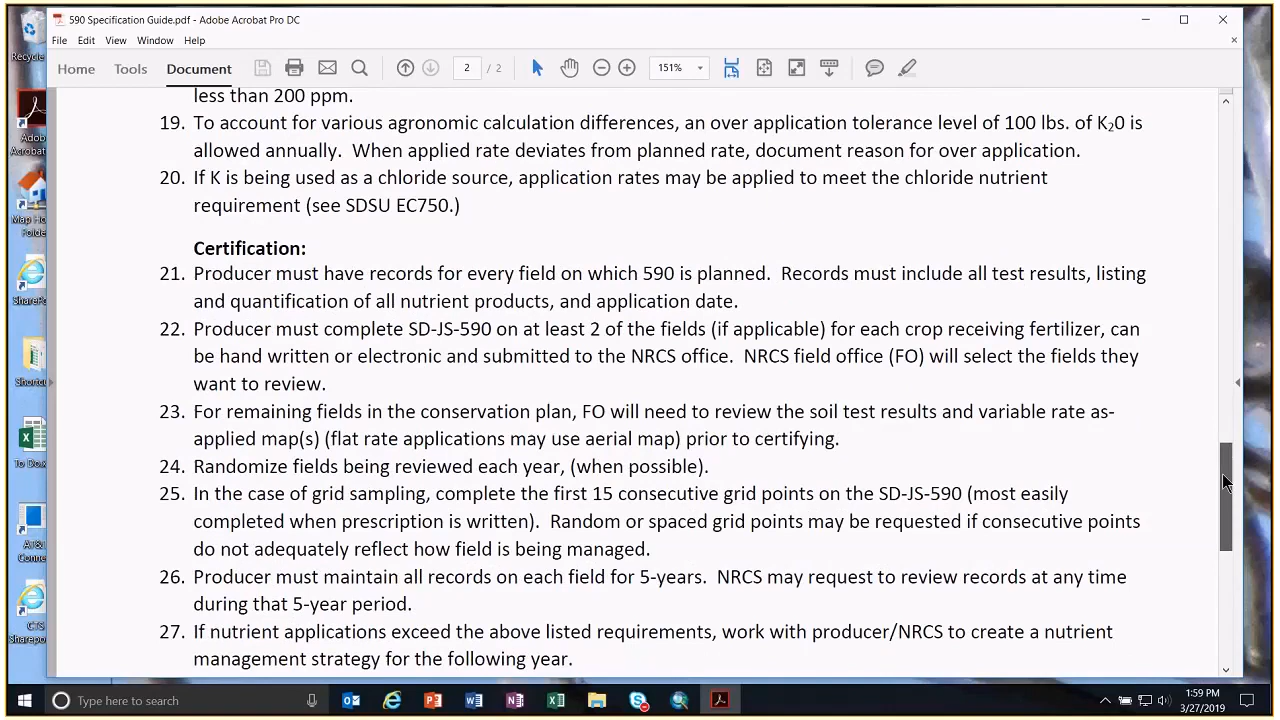 590 Specification Guide.pdf - Adobe Acrobat Pro DC
File Edit View Window Help
Home Tools Document 2 / 2 151%
less than 200 ppm.
19. To account for various agronomic calculation differences, an over application tolerance level of 100 lbs. of K₂0 is
allowed annually. When applied rate deviates from planned rate, document reason for over application.
20. If K is being used as a chloride source, application rates may be applied to meet the chloride nutrient
requirement (see SDSU EC750.)
Certification:
21. Producer must have records for every field on which 590 is planned. Records must include all test results, listing
and quantification of all nutrient products, and application date.
22. Producer must complete SD-JS-590 on at least 2 of the fields (if applicable) for each crop receiving fertilizer, can
be hand written or electronic and submitted to the NRCS office. NRCS field office (FO) will select the fields they
want to review.
23. For remaining fields in the conservation plan, FO will need to review the soil test results and variable rate as-
applied map(s) (flat rate applications may use aerial map) prior to certifying.
24. Randomize fields being reviewed each year, (when possible).
25. In the case of grid sampling, complete the first 15 consecutive grid points on the SD-JS-590 (most easily
completed when prescription is written). Random or spaced grid points may be requested if consecutive points
do not adequately reflect how field is being managed.
26. Producer must maintain all records on each field for 5-years. NRCS may request to review records at any time
during that 5-year period.
27. If nutrient applications exceed the above listed requirements, work with producer/NRCS to create a nutrient
management strategy for the following year.
Recycle
Adob
Acrobat
Map Ho
Folde
SharePo
Shortc
To Do.x
AT&T
Conne
CTS
Sharepo
Type here to search
1:59 PM
3/27/2019